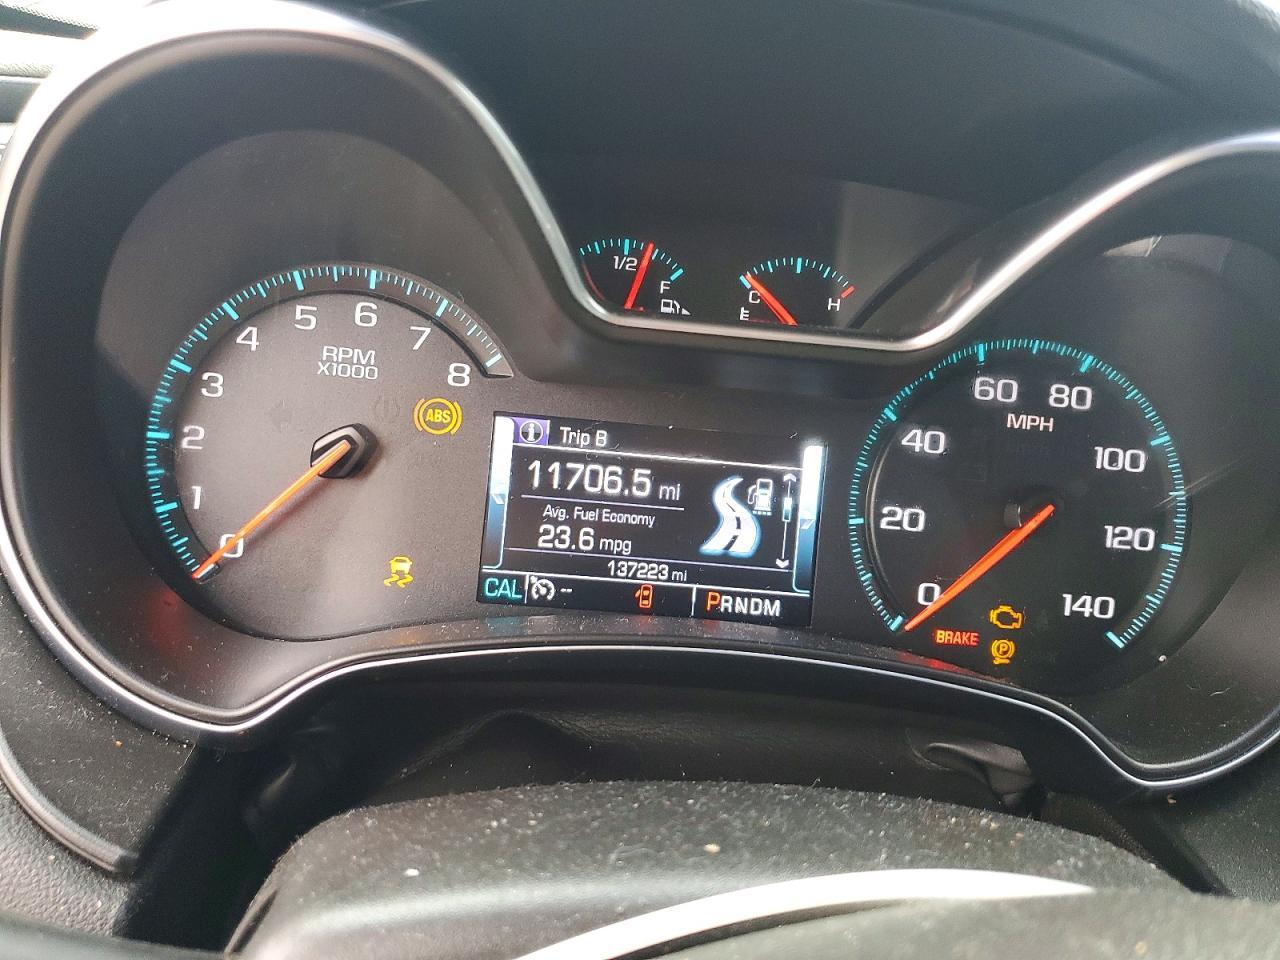 1/2 F
C H
0 1 2 3 4 5 6 7 8
RPM
X1000
ABS
Trip B
11706.5 mi
Avg. Fuel Economy
23.6 mpg
137223 mi
CAL -- PRNDM
0 20 40 60 80 100 120 140
MPH
BRAKE
P